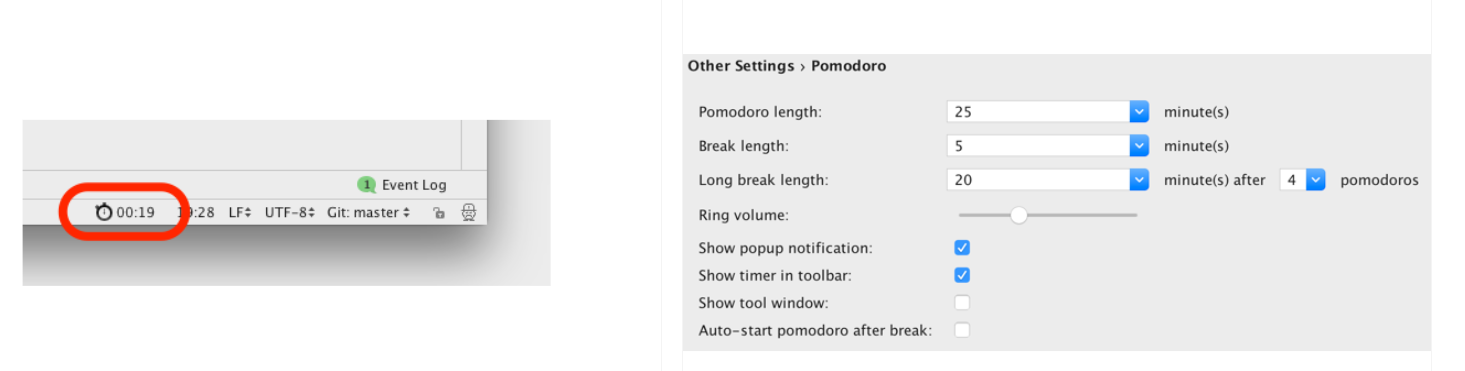 1 Event Log
00:19 19:28 LF UTF-8 Git: master
Other Settings › Pomodoro
Pomodoro length: 25 minute(s)
Break length: 5 minute(s)
Long break length: 20 minute(s) after 4 pomodoros
Ring volume:
Show popup notification:
Show timer in toolbar:
Show tool window:
Auto-start pomodoro after break: